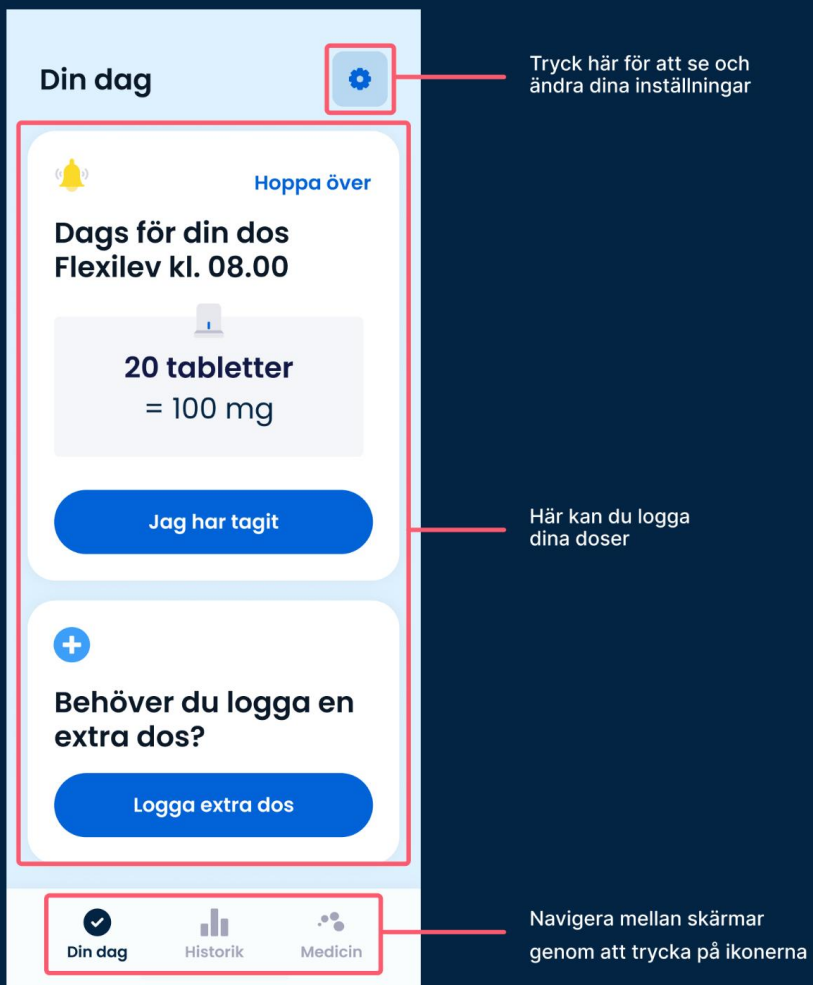 Din dag
Tryck här för att se och
ändra dina inställningar
Hoppa över
Dags för din dos
Flexilev kl. 08.00
20 tabletter
= 100 mg
Jag har tagit
Här kan du logga
dina doser
Behöver du logga en
extra dos?
Logga extra dos
Din dag
Historik
Medicin
Navigera mellan skärmar
genom att trycka på ikonerna